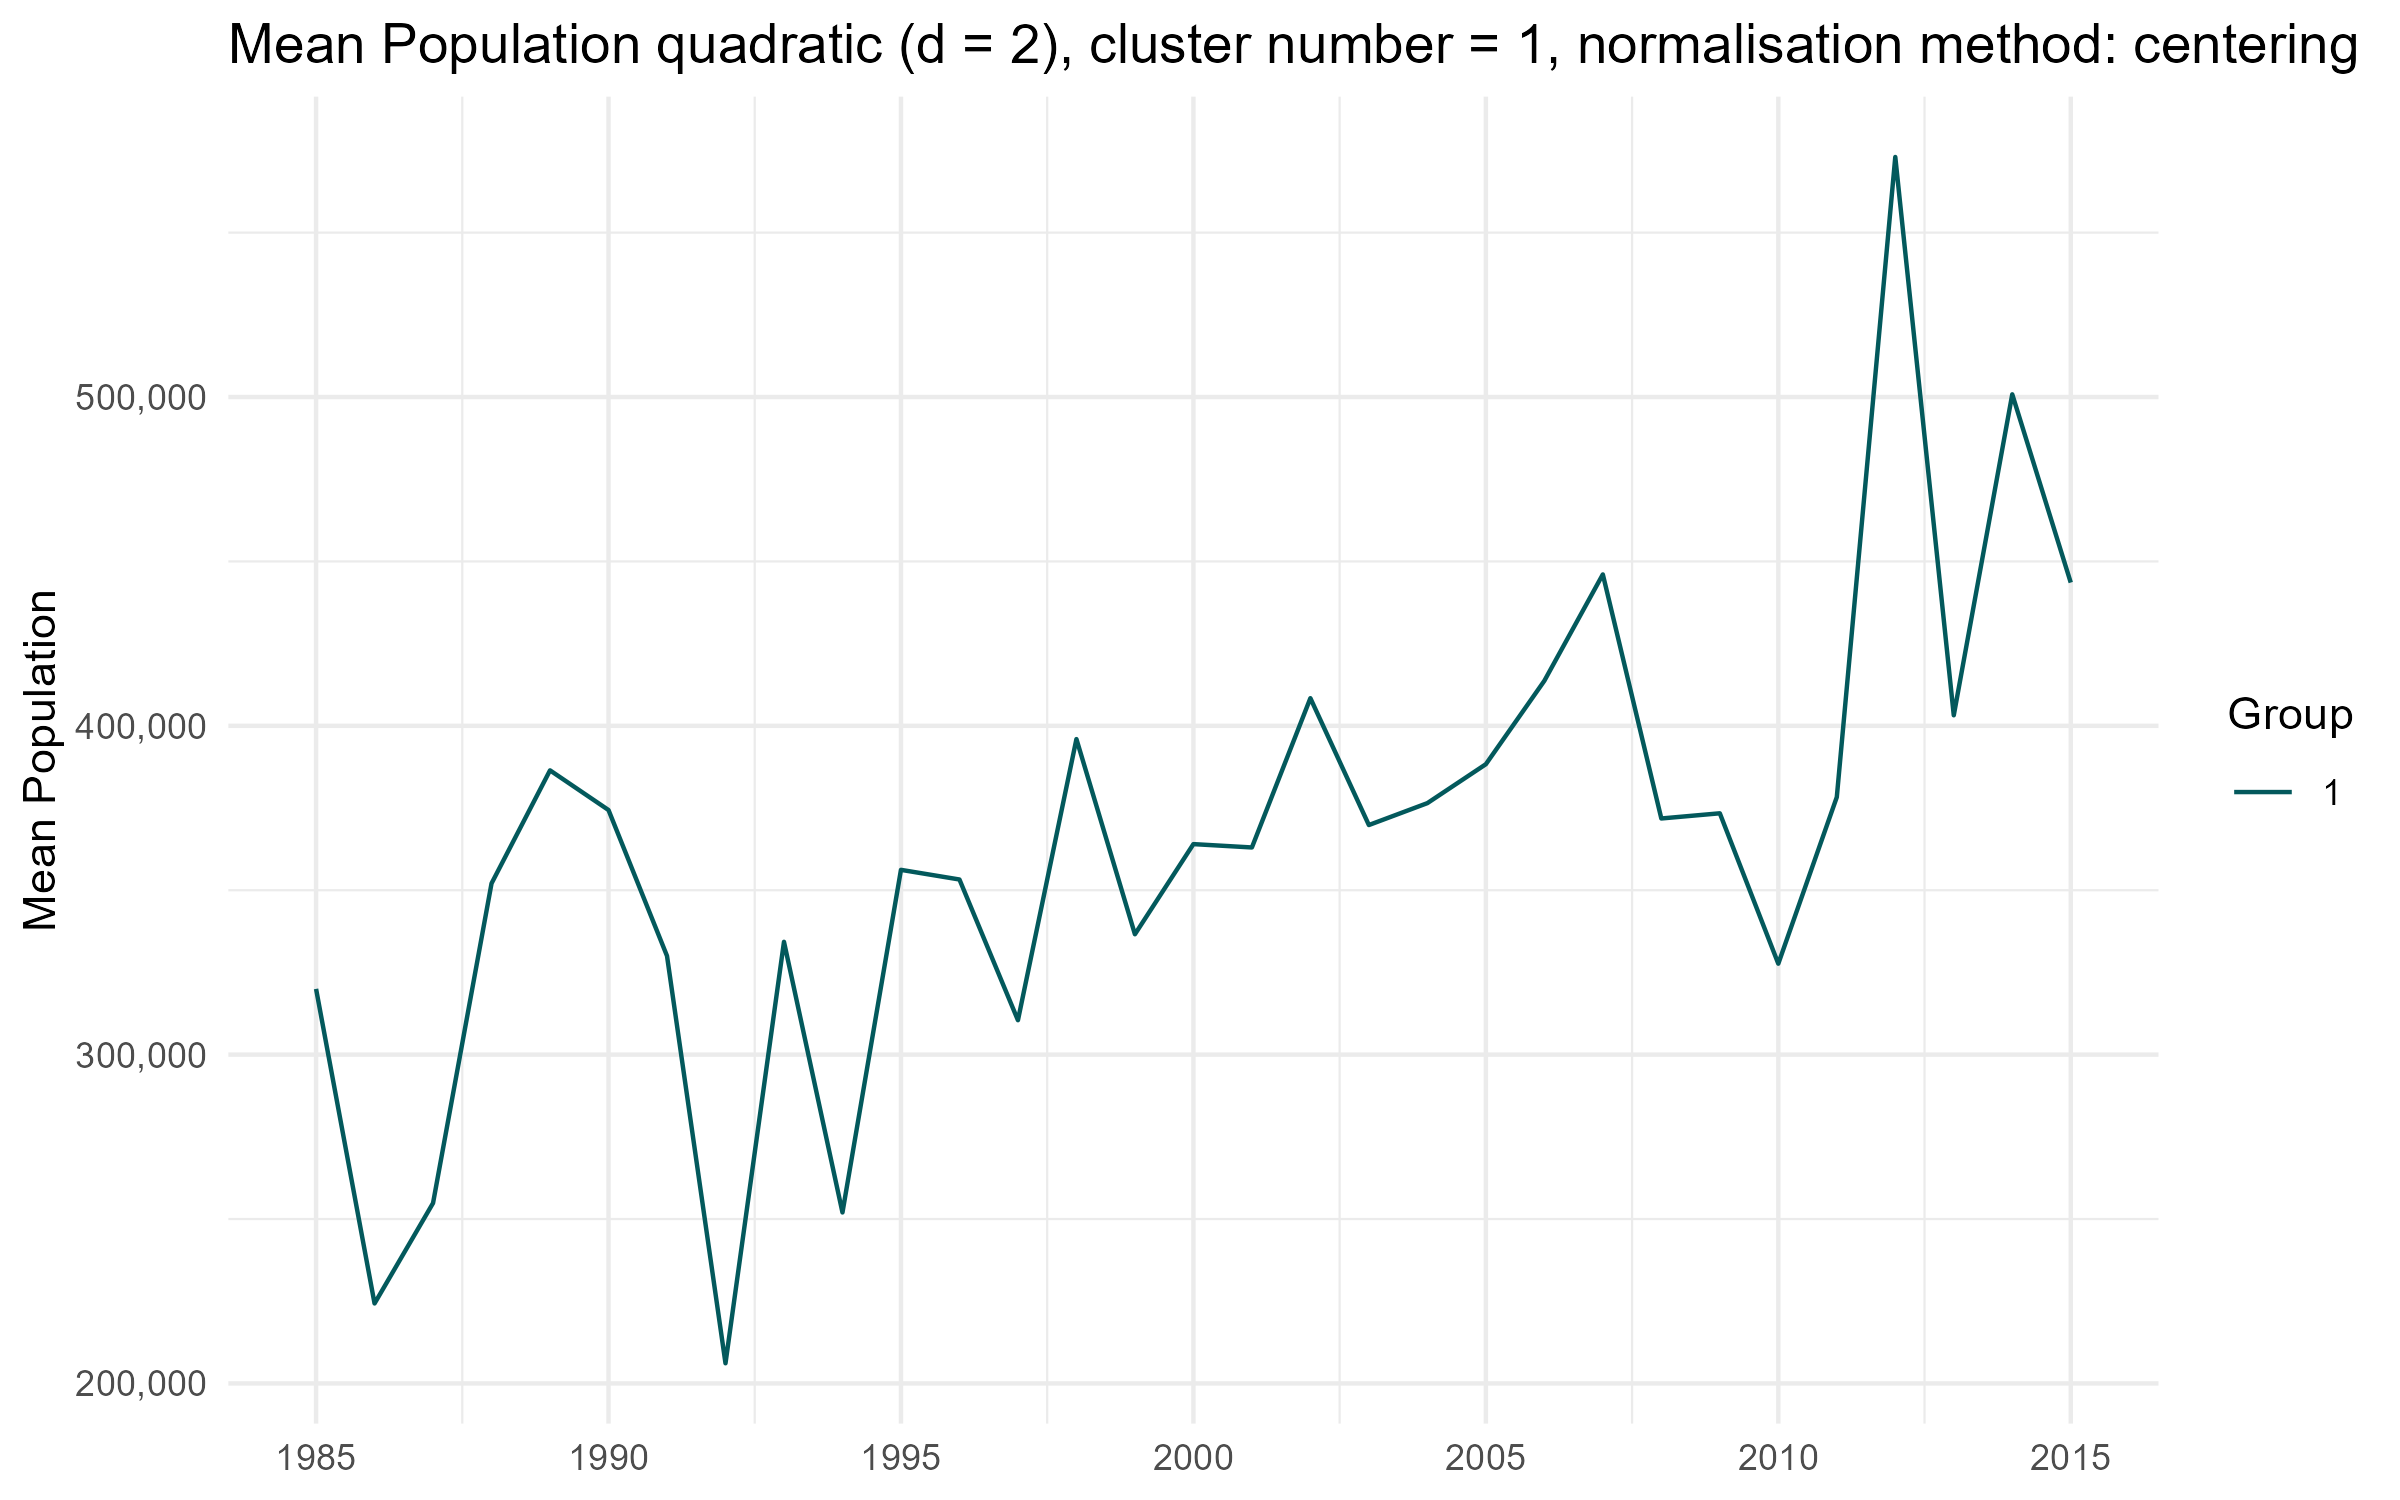 Mean Population quadratic (d = 2), cluster number = 1, normalisation method: centering
Mean Population
500,000
400,000
300,000
200,000
1985 1990 1995 2000 2005 2010 2015
Group
1